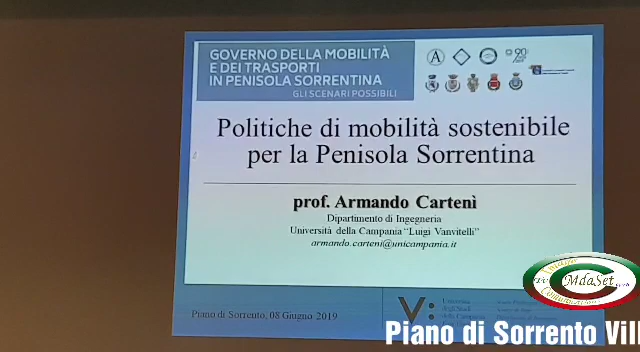 GOVERNO DELLA MOBILITÀ
E DEI TRASPORTI
IN PENISOLA SORRENTINA
GLI SCENARI POSSIBILI
Politiche di mobilità sostenibile
per la Penisola Sorrentina
prof. Armando Cartenì
Dipartimento di Ingegneria
Università della Campania "Luigi Vanvitelli"
armando.carteni@unicampania.it
MdaSet
Piano di Sorrento, 08 Giugno 2019
V:
Piano di Sorrento Vill